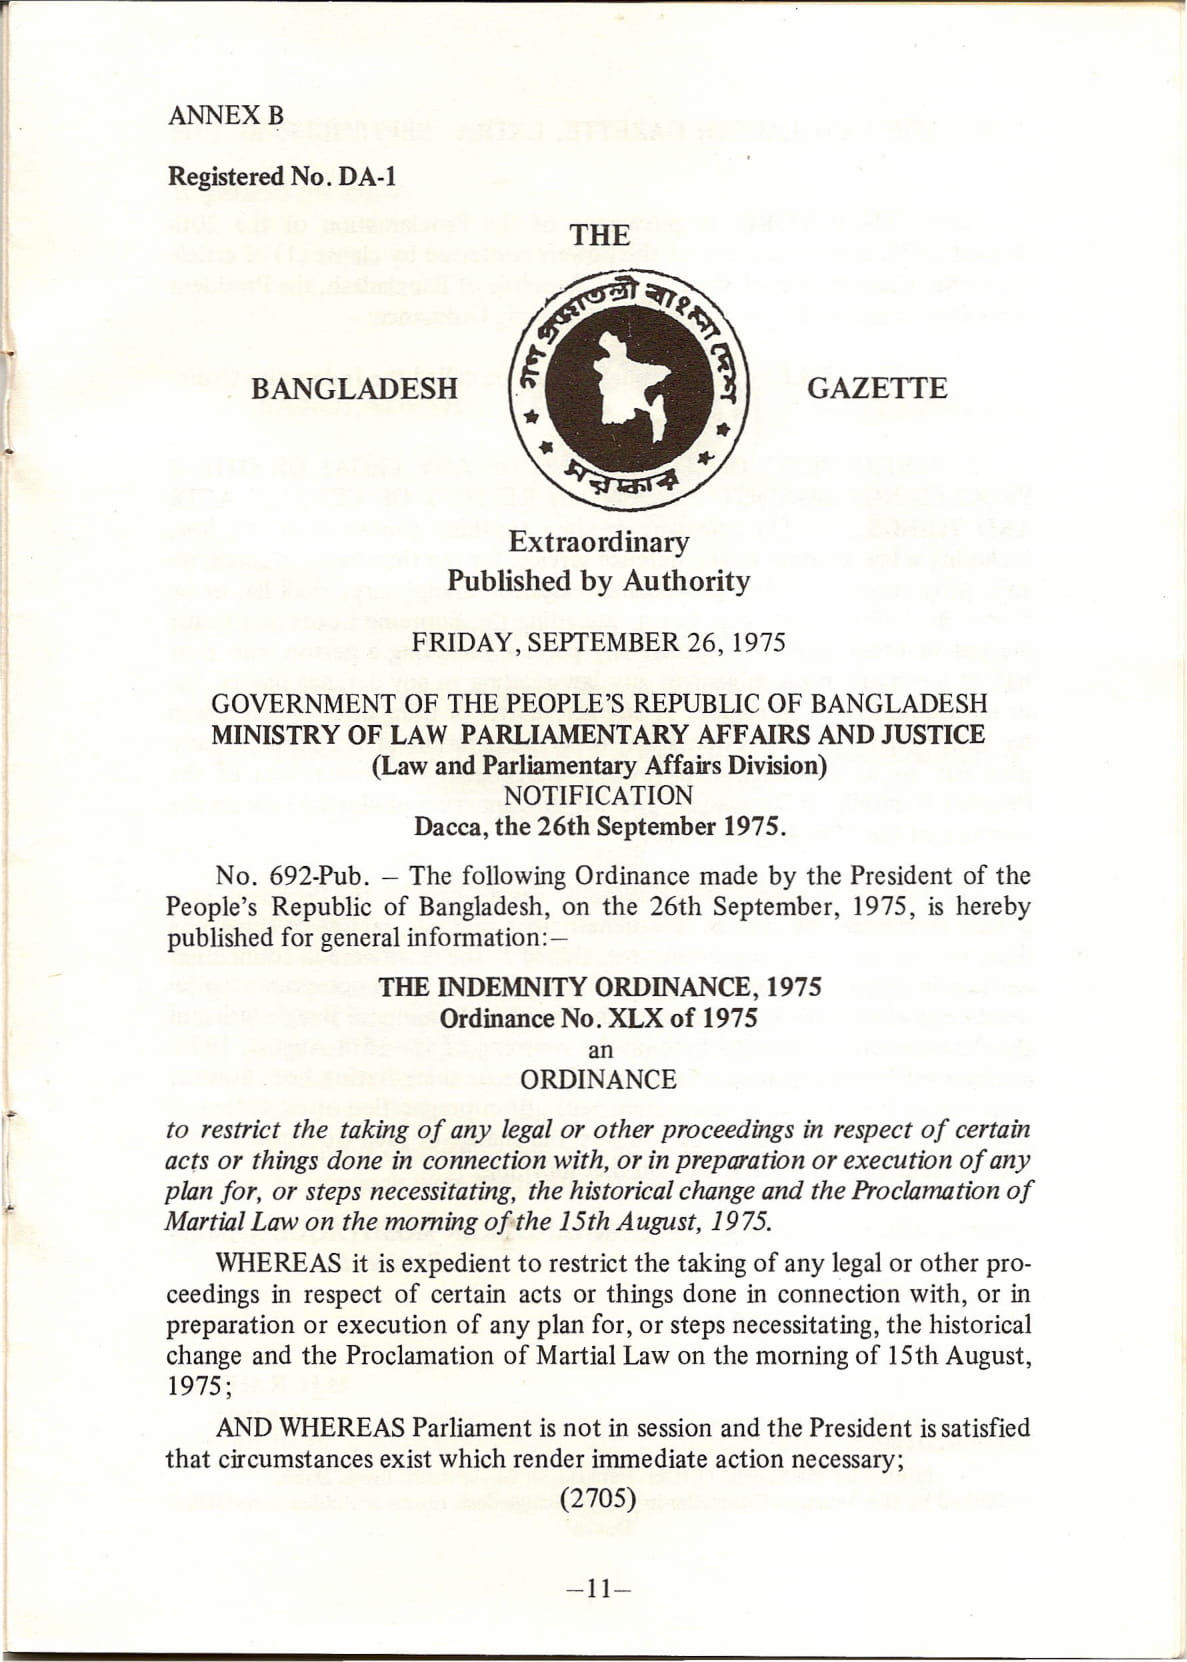 ANNEX B
Registered No. DA-1
THE
গণ প্রজাতন্ত্রী বাংলা দেশ
BANGLADESH
GAZETTE
সরকার
Extraordinary
Published by Authority
FRIDAY, SEPTEMBER 26, 1975
GOVERNMENT OF THE PEOPLE'S REPUBLIC OF BANGLADESH
MINISTRY OF LAW PARLIAMENTARY AFFAIRS AND JUSTICE
(Law and Parliamentary Affairs Division)
NOTIFICATION
Dacca, the 26th September 1975.
No. 692-Pub. — The following Ordinance made by the President of the
People's Republic of Bangladesh, on the 26th September, 1975, is hereby
published for general information:—
THE INDEMNITY ORDINANCE, 1975
Ordinance No. XLX of 1975
an
ORDINANCE
to restrict the taking of any legal or other proceedings in respect of certain
acts or things done in connection with, or in preparation or execution of any
plan for, or steps necessitating, the historical change and the Proclamation of
Martial Law on the morning of the 15th August, 1975.
WHEREAS it is expedient to restrict the taking of any legal or other pro-
ceedings in respect of certain acts or things done in connection with, or in
preparation or execution of any plan for, or steps necessitating, the historical
change and the Proclamation of Martial Law on the morning of 15th August,
1975;
AND WHEREAS Parliament is not in session and the President is satisfied
that circumstances exist which render immediate action necessary;
(2705)
—11—